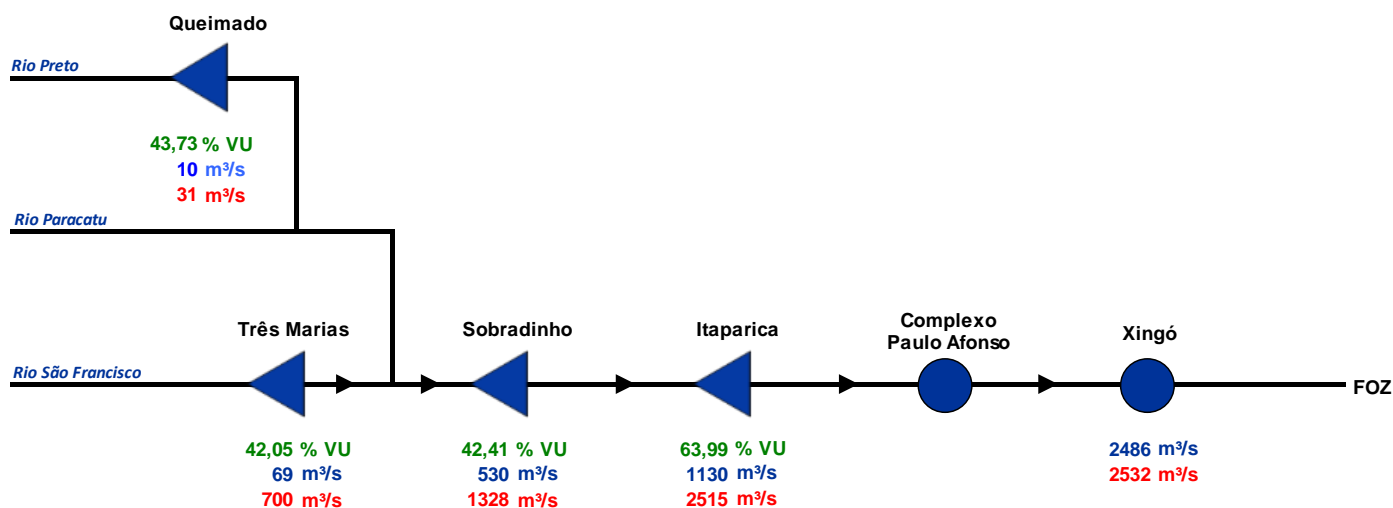 Queimado
Rio Preto
43,73 % VU
10 m³/s
31 m³/s
Rio Paracatu
Três Marias
Sobradinho
Itaparica
Complexo
Paulo Afonso
Xingó
Rio São Francisco
FOZ
42,05 % VU
69 m³/s
700 m³/s
42,41 % VU
530 m³/s
1328 m³/s
63,99 % VU
1130 m³/s
2515 m³/s
2486 m³/s
2532 m³/s